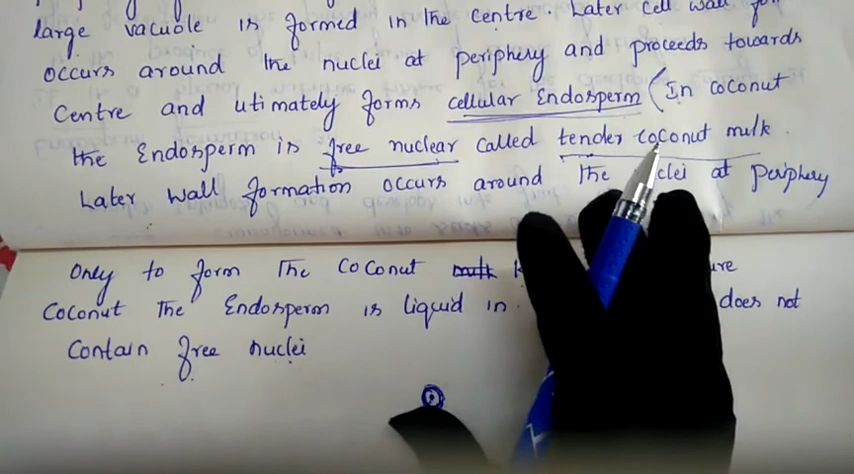 large vacuole is formed in the Centre Later Cell wall
occurs around the nuclei at periphery and proceeds towards
Centre and utimately forms cellular Endosperm (In coconut
the Endosperm is free nuclear called tender coconut milk.
Later wall formation occurs around the clei at periphery
Only to form The Coconut milk
Coconut The Endosperm is liquid in does not
Contain free nuclei